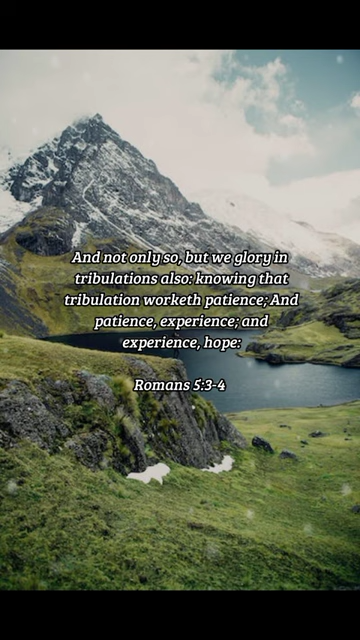 And not only so, but we glory in
tribulations also: knowing that
tribulation worketh patience; And
patience, experience; and
experience, hope:
Romans 5:3-4